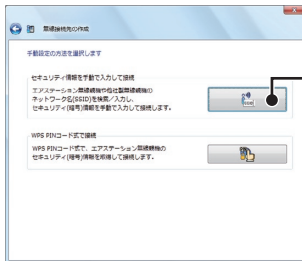 無線接続先の作成
手動設定の方法を選択します
セキュリティ情報を手動で入力して接続
エアステーション無線親機や他社製無線親機の
ネットワーク名(SSID)を検索/入力し、
セキュリティ(暗号)情報を手動で入力して接続します。
WPS PINコード式で接続
WPS PINコード式で、エアステーション無線親機の
セキュリティ(暗号)情報を取得して接続します。